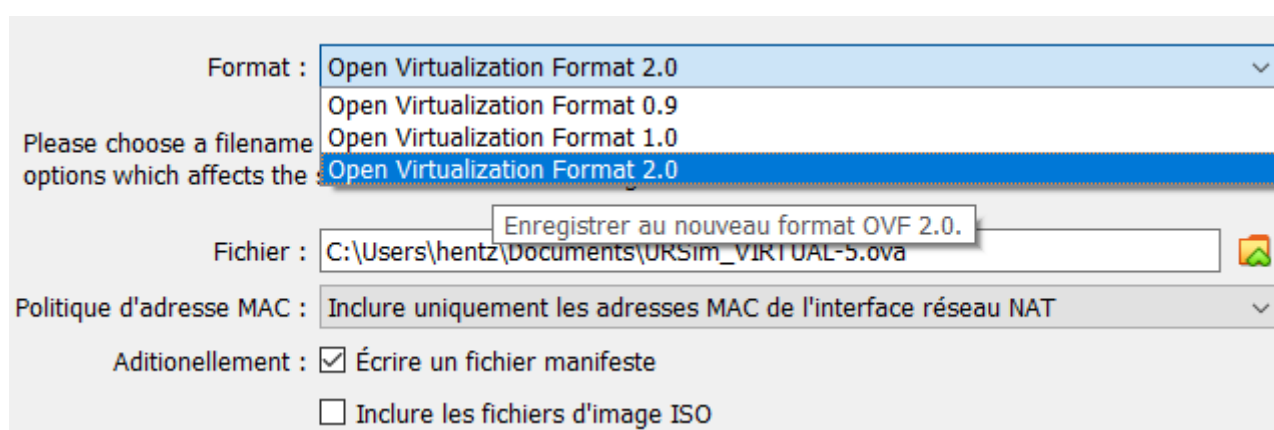 Format : Open Virtualization Format 2.0
Open Virtualization Format 0.9
Please choose a filename Open Virtualization Format 1.0
options which affects the Open Virtualization Format 2.0
Enregistrer au nouveau format OVF 2.0.
Fichier : C:\Users\hentz\Documents\URSim_VIRTUAL-5.ova
Politique d'adresse MAC : Inclure uniquement les adresses MAC de l'interface réseau NAT
Aditionellement : Écrire un fichier manifeste
Inclure les fichiers d'image ISO